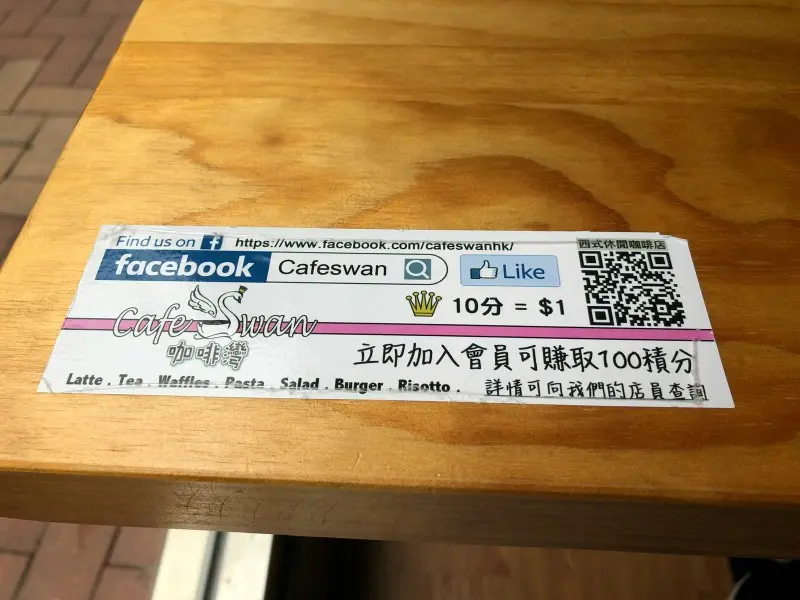 Find us on f https://www.facebook.com/cafeswanhk/
西式休閒咖啡店
facebook Cafeswan Like
10分 = $1
Cafe Swan
咖啡灣
立即加入會員可賺取100積分
Latte . Tea . Waffles . Pasta . Salad . Burger . Risotto .
詳情可向我們的店員查詢